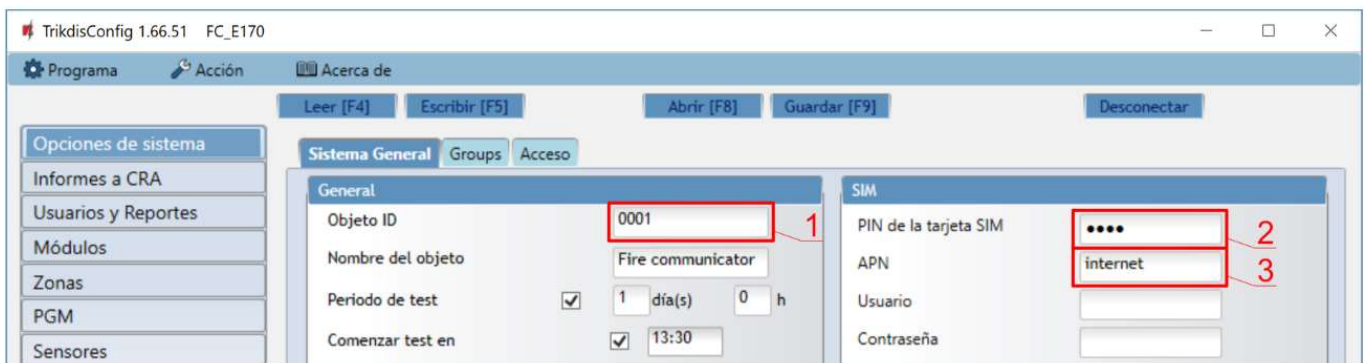 TrikdisConfig 1.66.51 FC_E170
Programa Acción Acerca de
Leer [F4] Escribir [F5] Abrir [F8] Guardar [F9] Desconectar
Opciones de sistema
Informes a CRA
Usuarios y Reportes
Módulos
Zonas
PGM
Sensores
Sistema General Groups Acceso
General
Objeto ID 0001 1
Nombre del objeto Fire communicator
Periodo de test 1 día(s) 0 h
Comenzar test en 13:30
SIM
PIN de la tarjeta SIM •••• 2
APN internet 3
Usuario
Contraseña